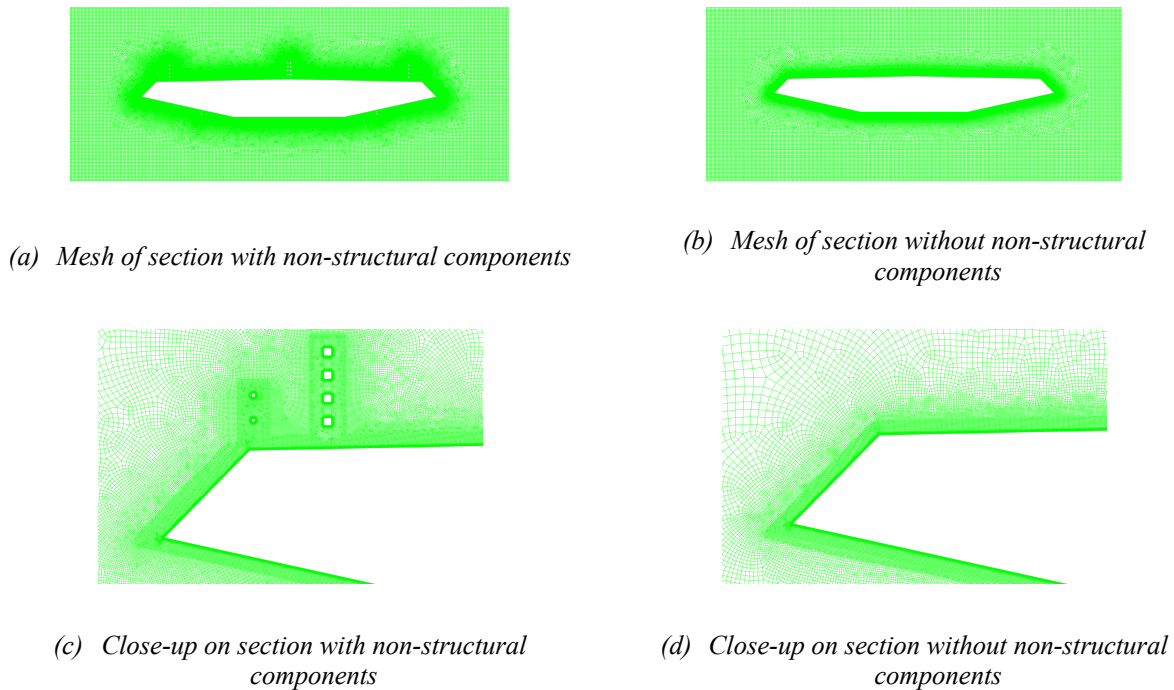 (a) Mesh of section with non-structural components
(b) Mesh of section without non-structural
components
(c) Close-up on section with non-structural
components
(d) Close-up on section without non-structural
components